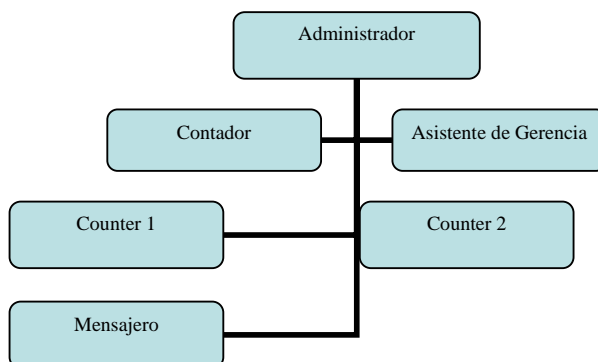 Administrador
Contador
Asistente de Gerencia
Counter 1
Counter 2
Mensajero